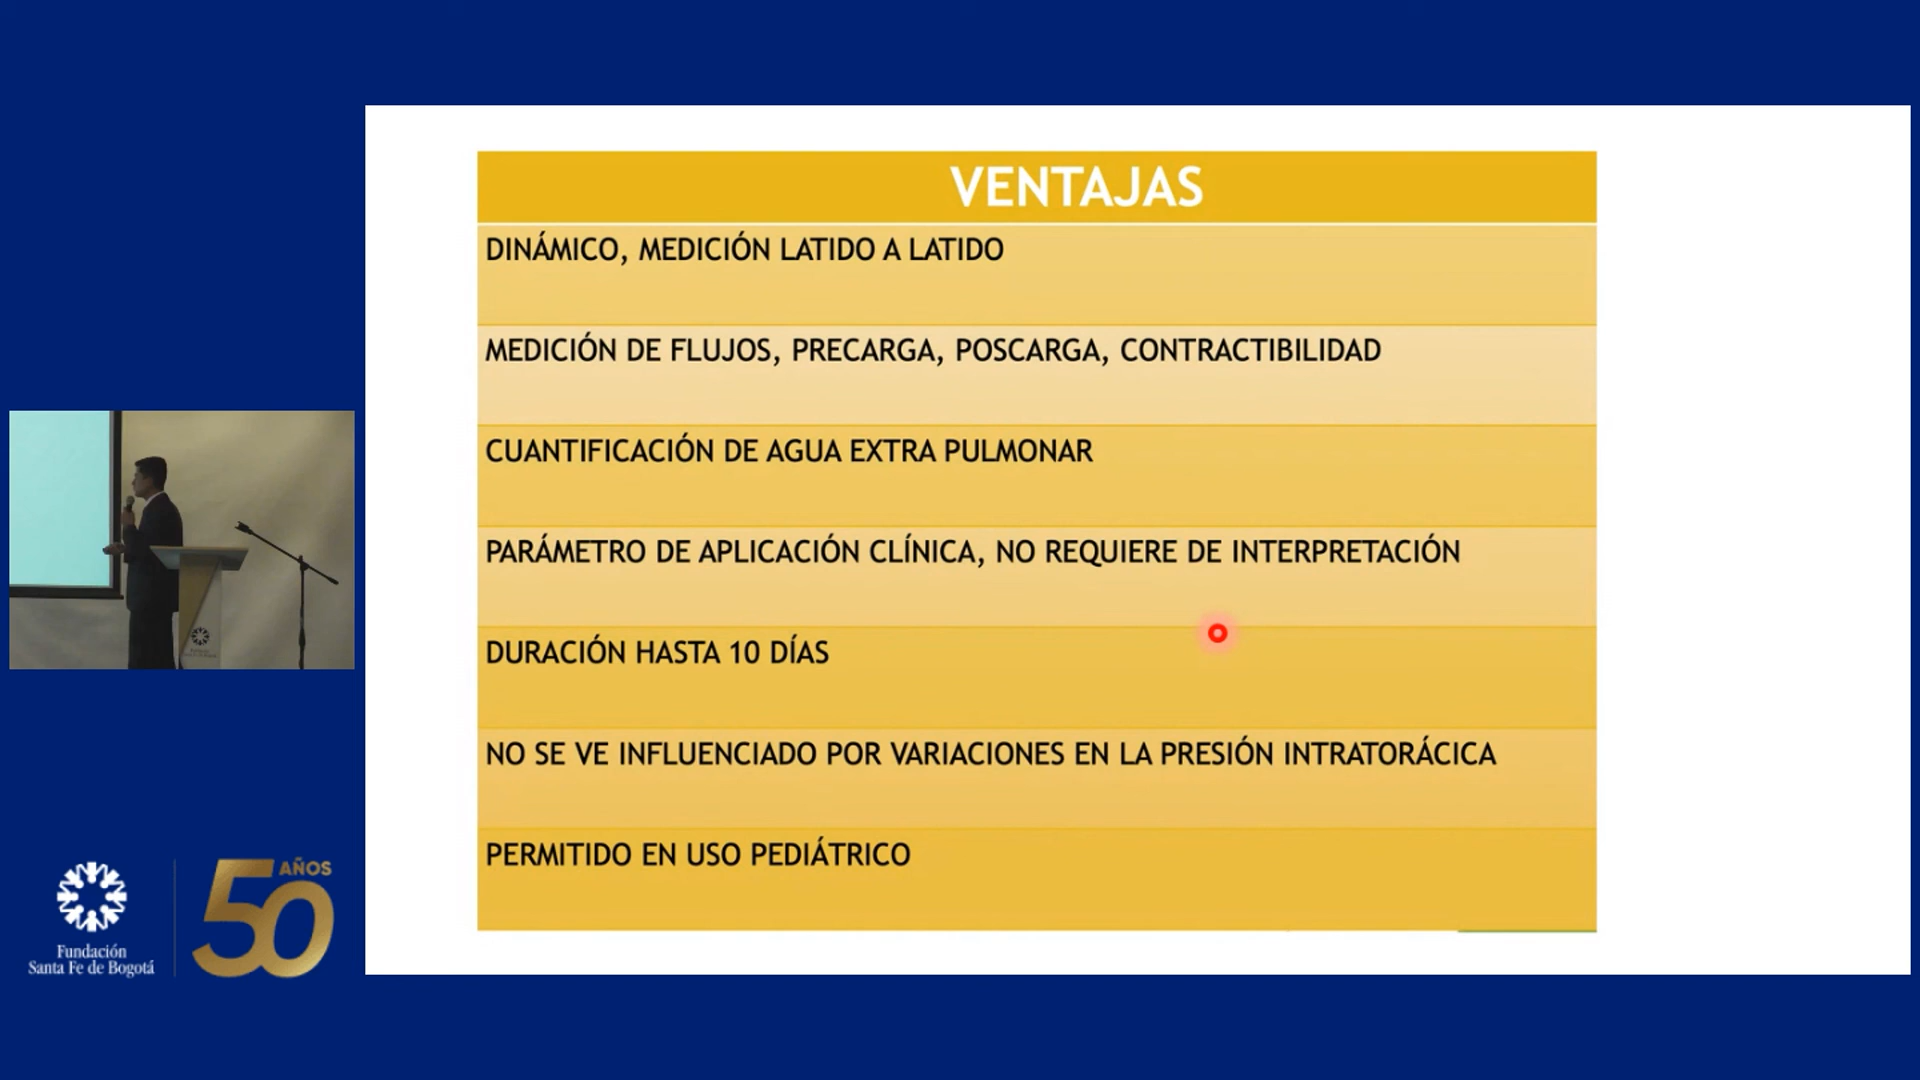 VENTAJAS
DINÁMICO, MEDICIÓN LATIDO A LATIDO
MEDICIÓN DE FLUJOS, PRECARGA, POSCARGA, CONTRACTIBILIDAD
CUANTIFICACIÓN DE AGUA EXTRA PULMONAR
PARÁMETRO DE APLICACIÓN CLÍNICA, NO REQUIERE DE INTERPRETACIÓN
DURACIÓN HASTA 10 DÍAS
NO SE VE INFLUENCIADO POR VARIACIONES EN LA PRESIÓN INTRATORÁCICA
PERMITIDO EN USO PEDIÁTRICO
Fundación
Santa Fe de Bogotá
50 AÑOS